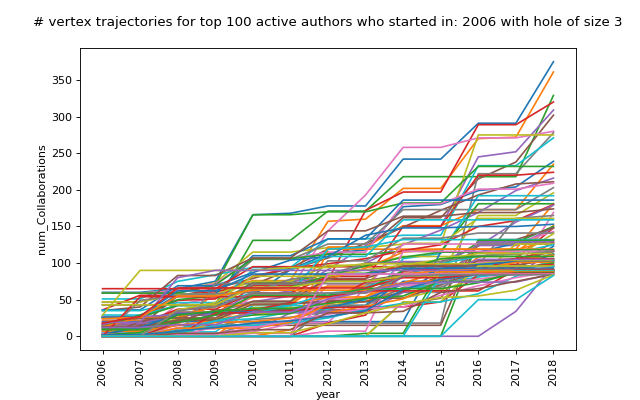 # vertex trajectories for top 100 active authors who started in: 2006 with hole of size 3
350
300
250
200
150
100
50
0
num_Collaborations
2006 2007 2008 2009 2010 2011 2012 2013 2014 2015 2016 2017 2018
year